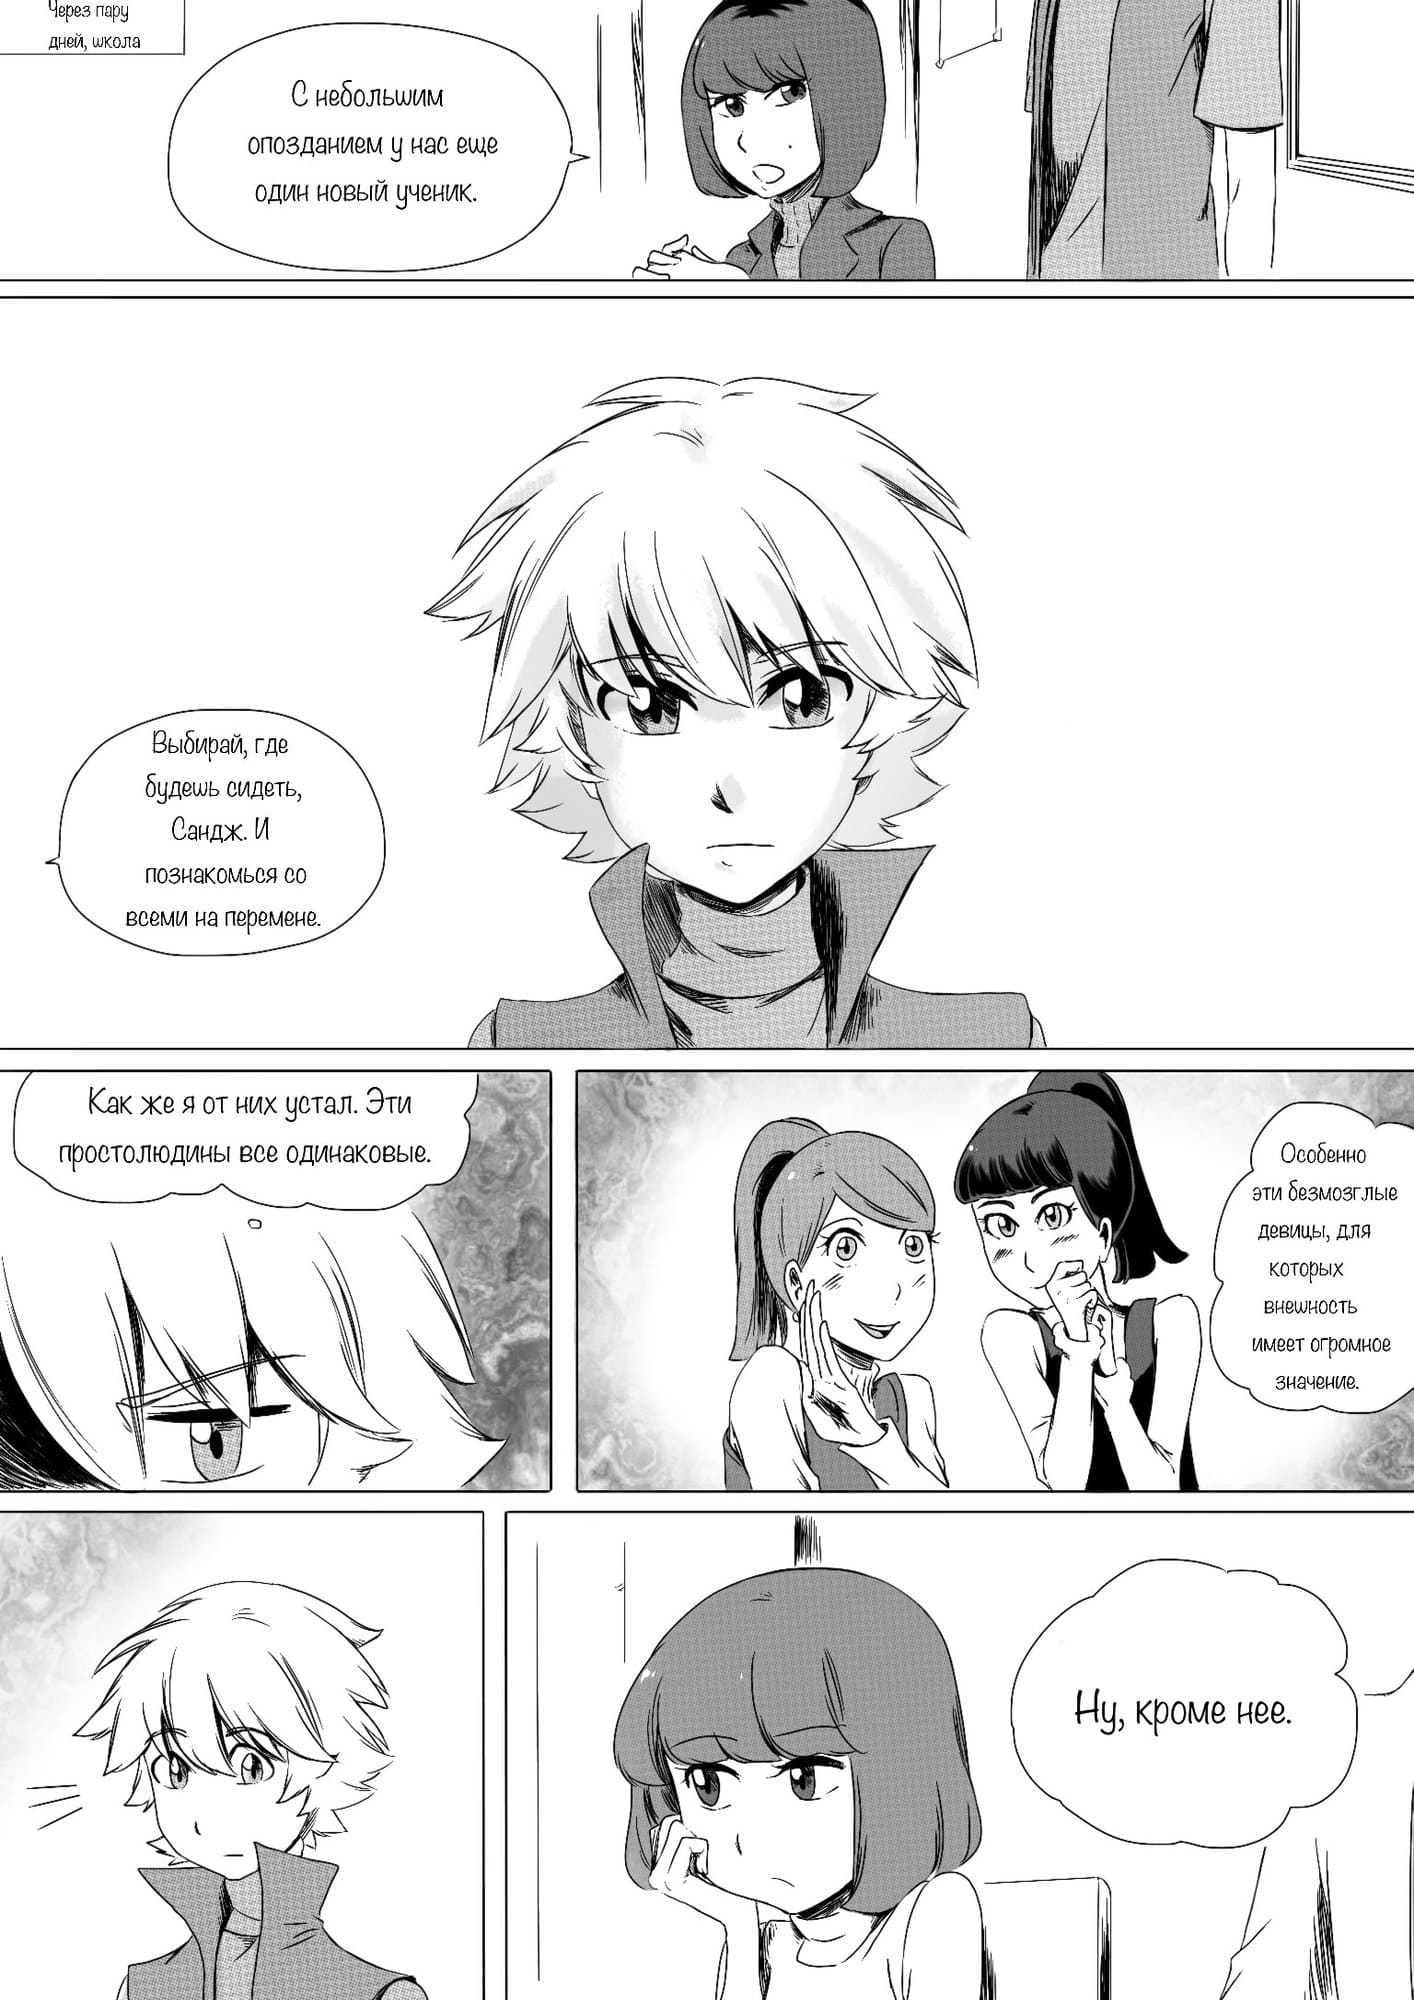 Через пару
дней, школа
С небольшим
опозданием у нас еще
один новый ученик.
Выбирай, где
будешь сидеть,
Сандж. И
познакомься со
всеми на перемене.
Как же я от них устал. Эти
простолюдины все одинаковые.
Особенно
эти безмозглые
девицы, для
которых
внешность
имеет огромное
значение.
Ну, кроме нее.